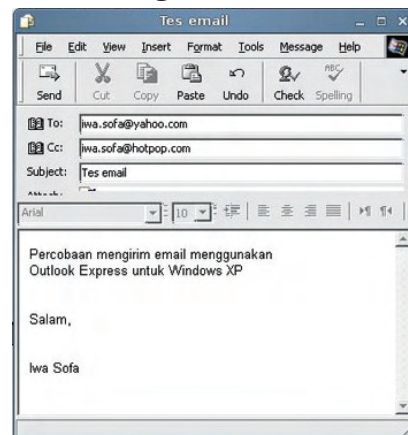 Tes email
File Edit View Insert Format Tools Message Help
Send Cut Copy Paste Undo Check Spelling
To: iwa.sofa@yahoo.com
Cc: iwa.sofa@hotpop.com
Subject: Tes email
Arial 10
Percobaan mengirim email menggunakan
Outlook Express untuk Windows XP
Salam,
Iwa Sofa